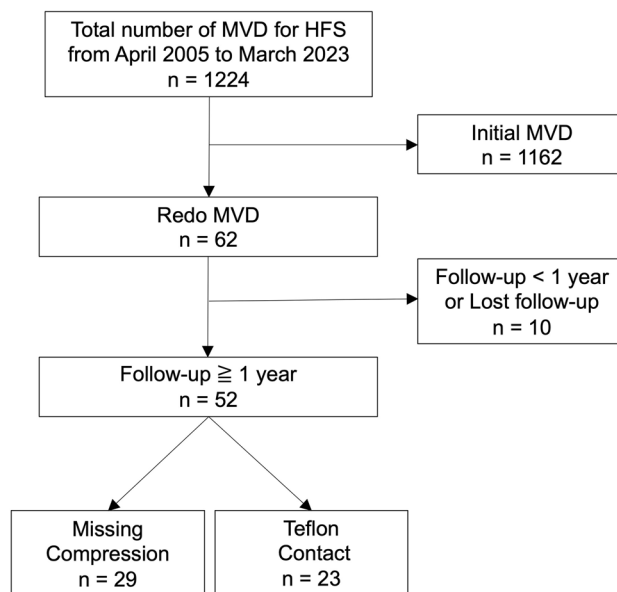 Total number of MVD for HFS
from April 2005 to March 2023
n = 1224
Initial MVD
n = 1162
Redo MVD
n = 62
Follow-up < 1 year
or Lost follow-up
n = 10
Follow-up ≧ 1 year
n = 52
Missing
Compression
n = 29
Teflon
Contact
n = 23